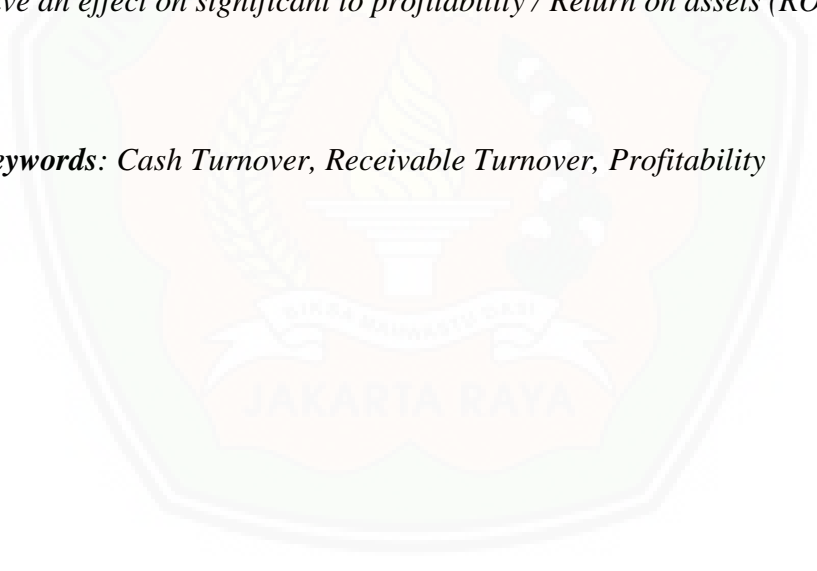 ve an effect on significant to profitability / Return on assets (RO
eywords: Cash Turnover, Receivable Turnover, Profitability
JAKARTA RAYA